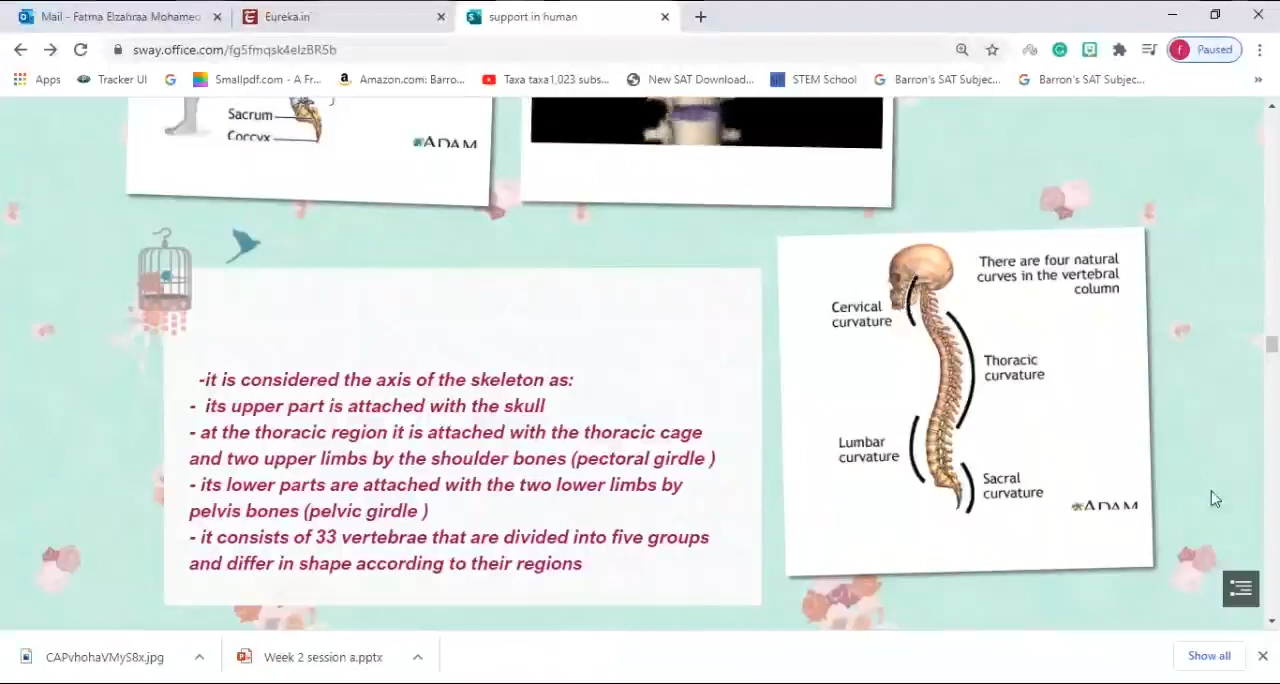 Mail - Fatma Elzahraa Mohamed
Eureka.in
support in human
sway.office.com/fg5fmqsk4elzBR5b
Paused
Apps
Tracker UI
Smallpdf.com - A Fr...
Amazon.com: Barro...
Taxa taxa1,023 subs...
New SAT Download...
STEM School
Barron's SAT Subjec...
Barron's SAT Subjec...
Sacrum
Coccyx
ADAM
There are four natural
curves in the vertebral
column
Cervical
curvature
Thoracic
curvature
Lumbar
curvature
Sacral
curvature
ADAM
-it is considered the axis of the skeleton as:
- its upper part is attached with the skull
- at the thoracic region it is attached with the thoracic cage
and two upper limbs by the shoulder bones (pectoral girdle )
- its lower parts are attached with the two lower limbs by
pelvis bones (pelvic girdle )
- it consists of 33 vertebrae that are divided into five groups
and differ in shape according to their regions
CAPvhohaVMyS8x.jpg
Week 2 session a.pptx
Show all